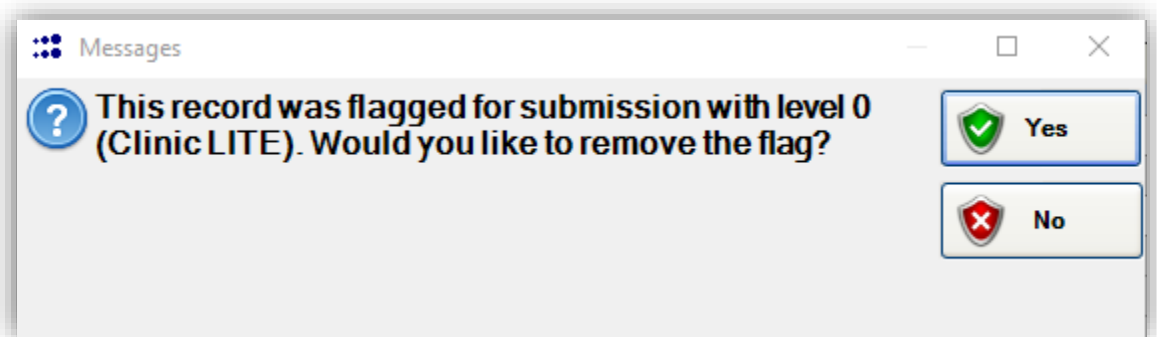 Messages
This record was flagged for submission with level 0
(Clinic LITE). Would you like to remove the flag?
Yes
No